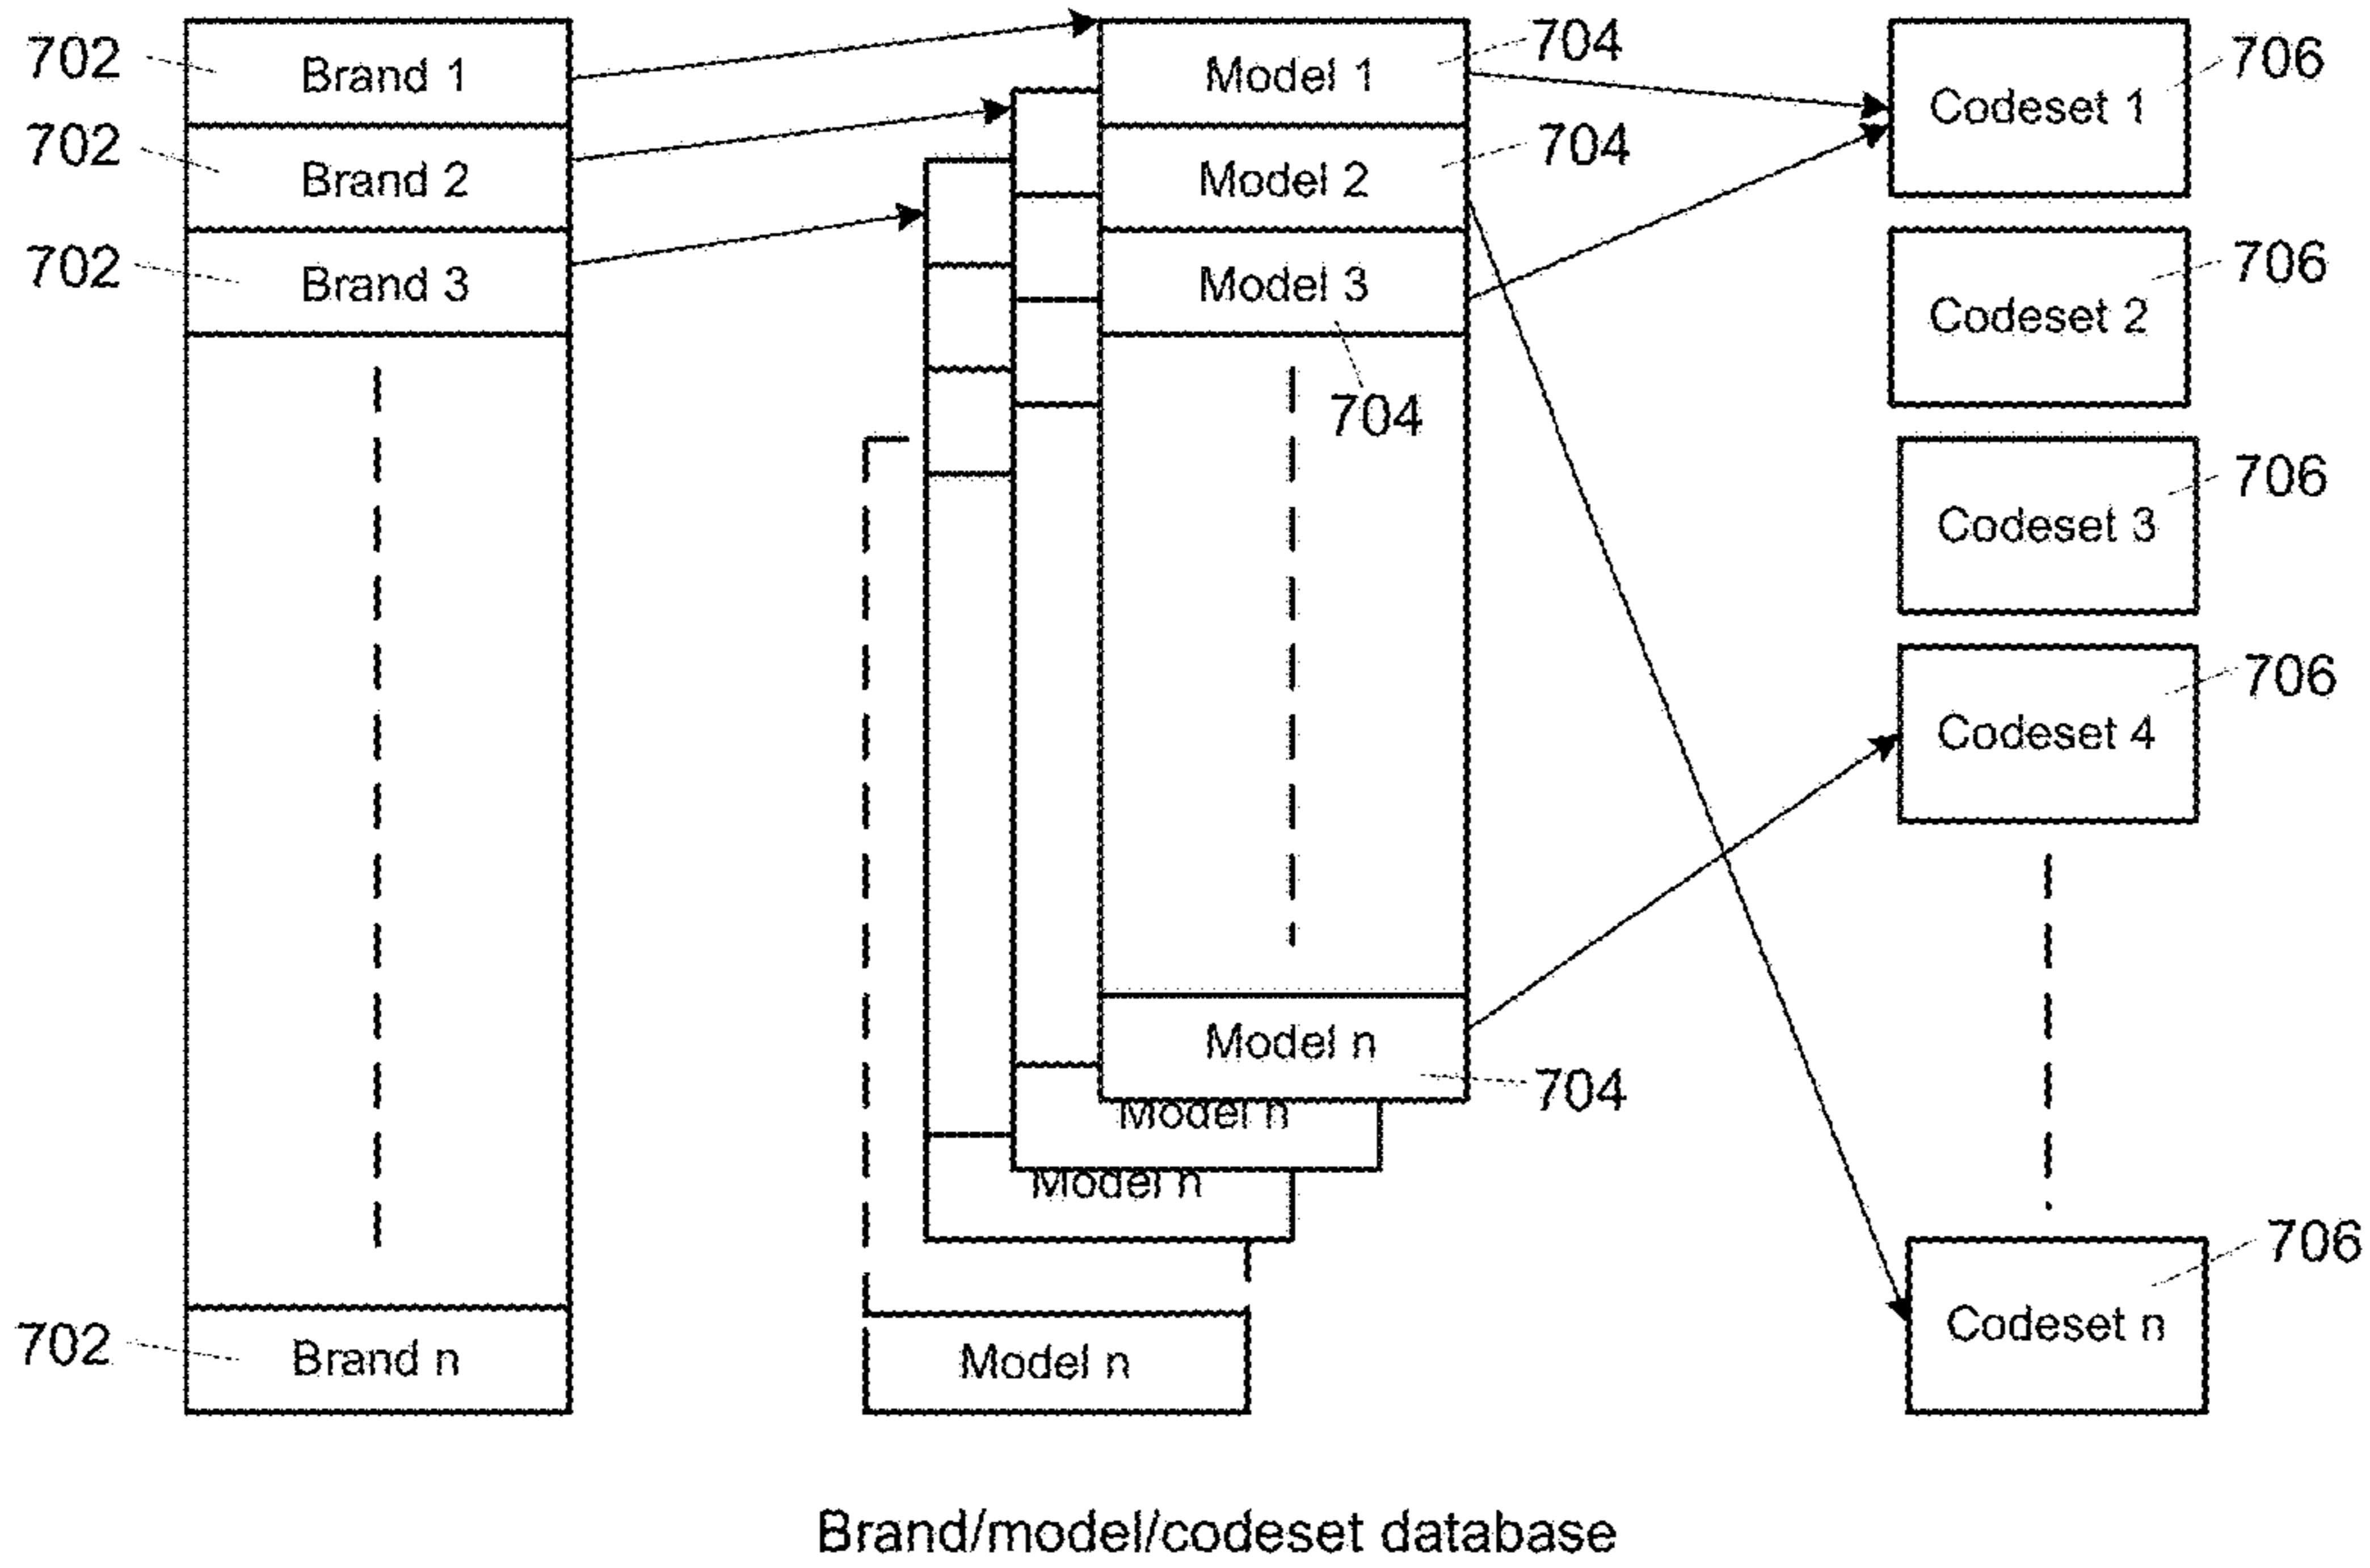 702
Brand 1
702
Brand 2
702
Brand 3
702
Brand n
Model 1
704
Model 2
704
Model 3
704
Model n
704
Model n
Model n
Model n
Codeset 1
706
Codeset 2
706
Codeset 3
706
Codeset 4
706
Codeset n
706
Brand/model/codeset database